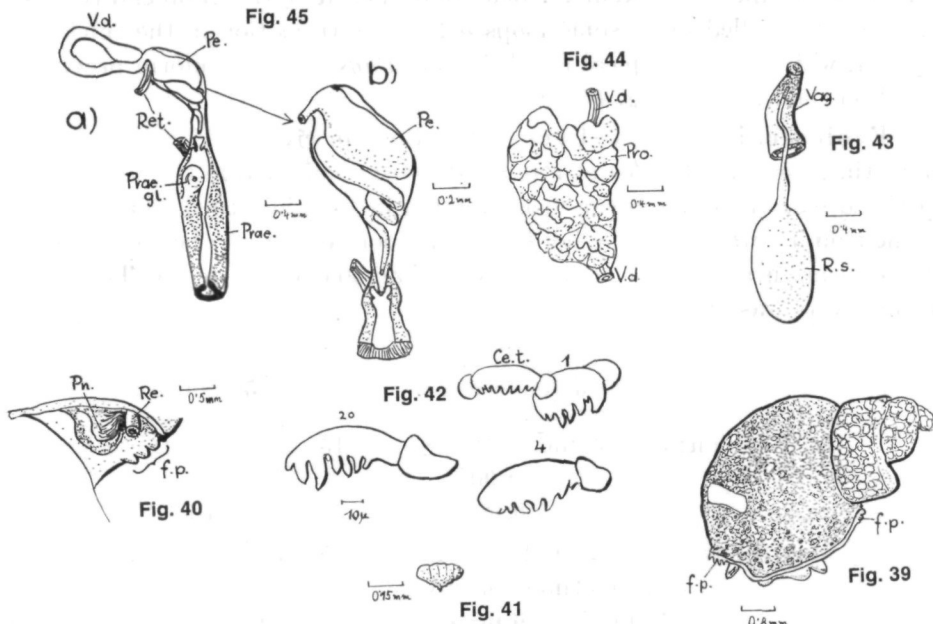 Fig. 45
V.d.
Pe.
a)
Ret.
Prae. gl.
Prae.
0'4mm
b)
Pe.
0'2mm
Fig. 44
V.d.
Pro.
0'4mm
V.d.
Vag.
Fig. 43
0'4mm
R.s.
Pn.
Re.
0'5mm
f.p.
Fig. 40
Fig. 42
Ce.t.
1
20
4
10μ
0'15mm
Fig. 41
f.p.
f.p.
Fig. 39
0'8mm